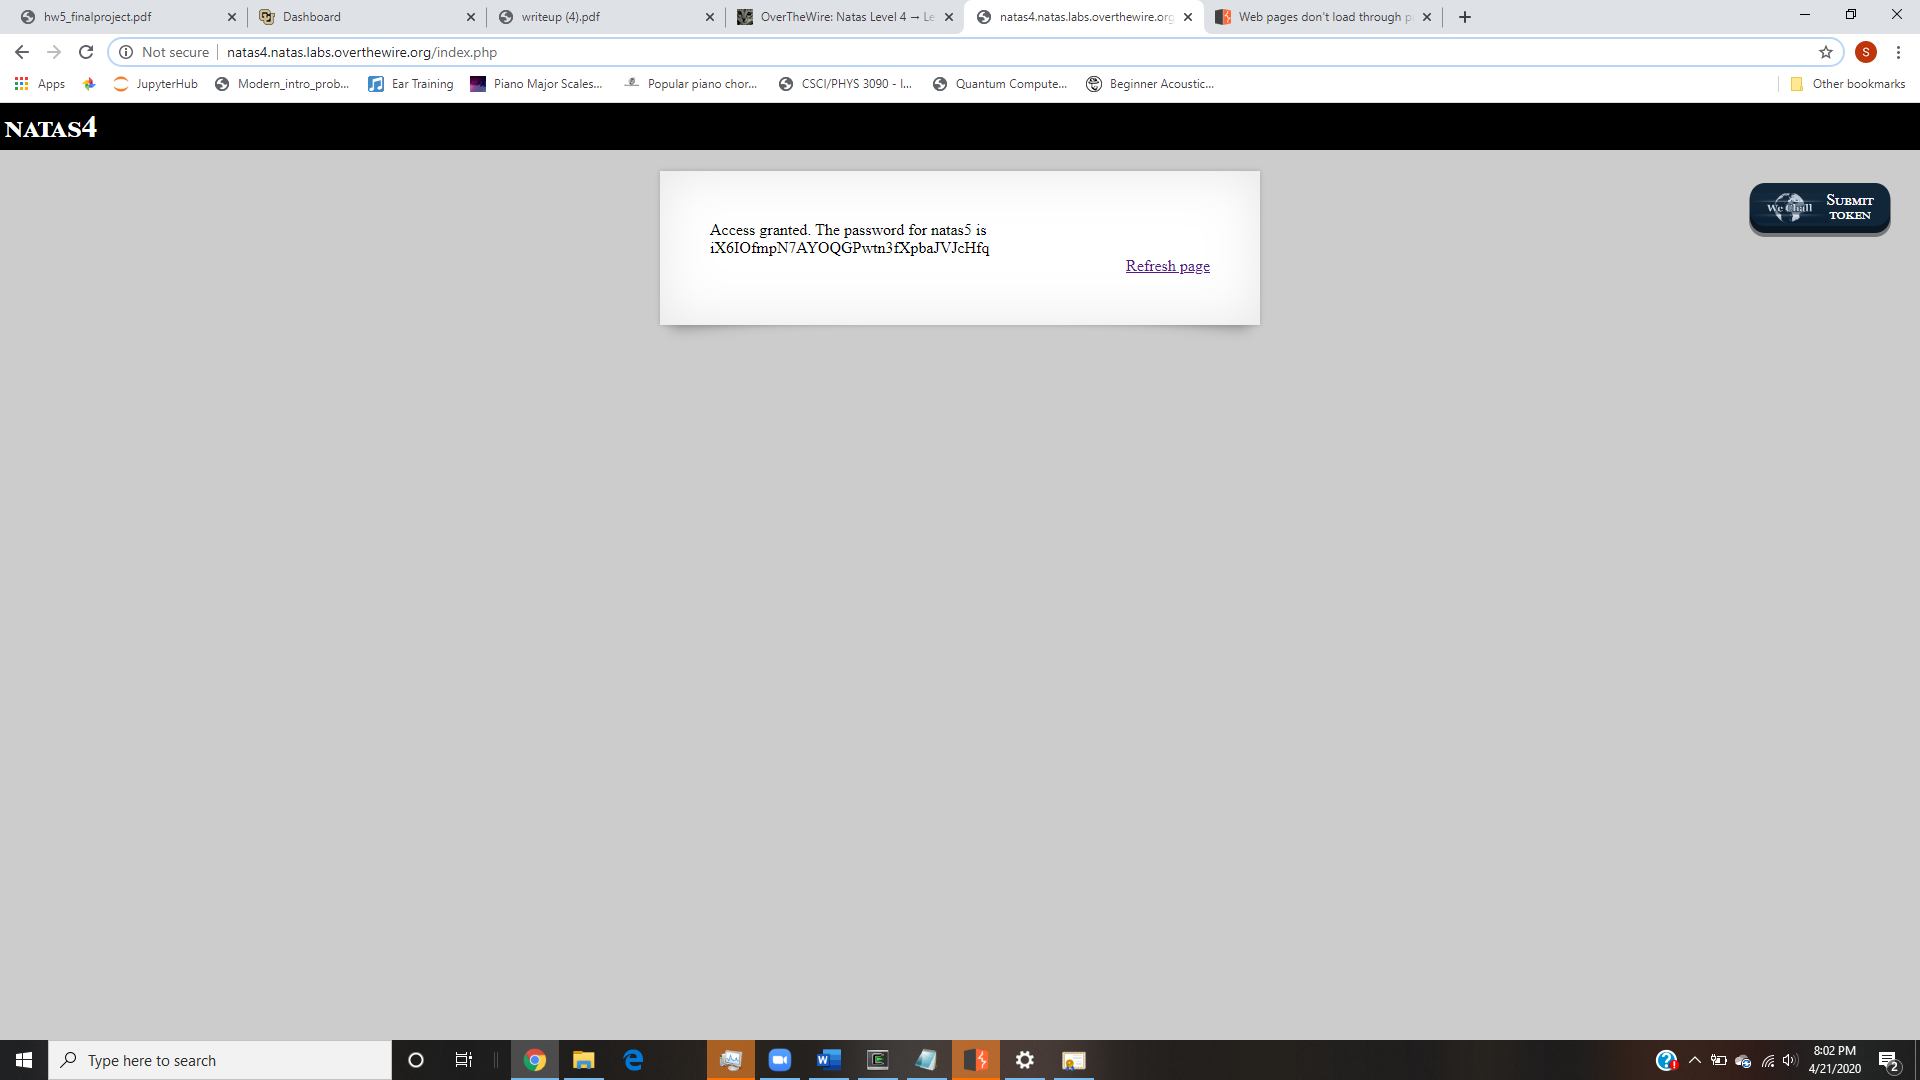 hw5_finalproject.pdf
Dashboard
writeup (4).pdf
OverTheWire: Natas Level 4 → Le
natas4.natas.labs.overthewire.org
Web pages don't load through p
Not secure
natas4.natas.labs.overthewire.org/index.php
S
Apps
JupyterHub
Modern_intro_prob...
Ear Training
Piano Major Scales...
Popular piano chor...
CSCI/PHYS 3090 - I...
Quantum Compute...
Beginner Acoustic...
Other bookmarks
NATAS4
We Chall
SUBMIT
TOKEN
Access granted. The password for natas5 is
iX6IOfmpN7AYOQGPwtn3fXpbaJVJcHfq
Refresh page
Type here to search
8:02 PM
4/21/2020
2